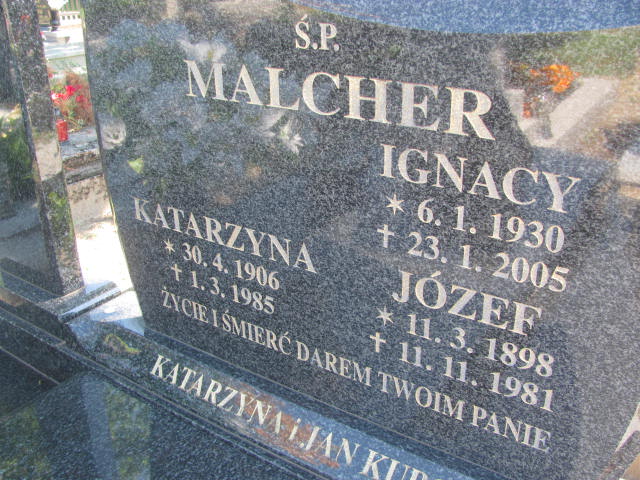 Ś.P.
MALCHER
IGNACY
* 6. 1. 1930
† 23. 1. 2005
KATARZYNA
* 30. 4. 1906
† 1. 3. 1985
JÓZEF
* 11. 3. 1898
† 11. 11. 1981
ŻYCIE I ŚMIERĆ DAREM TWOIM PANIE
KATARZYNA i JAN